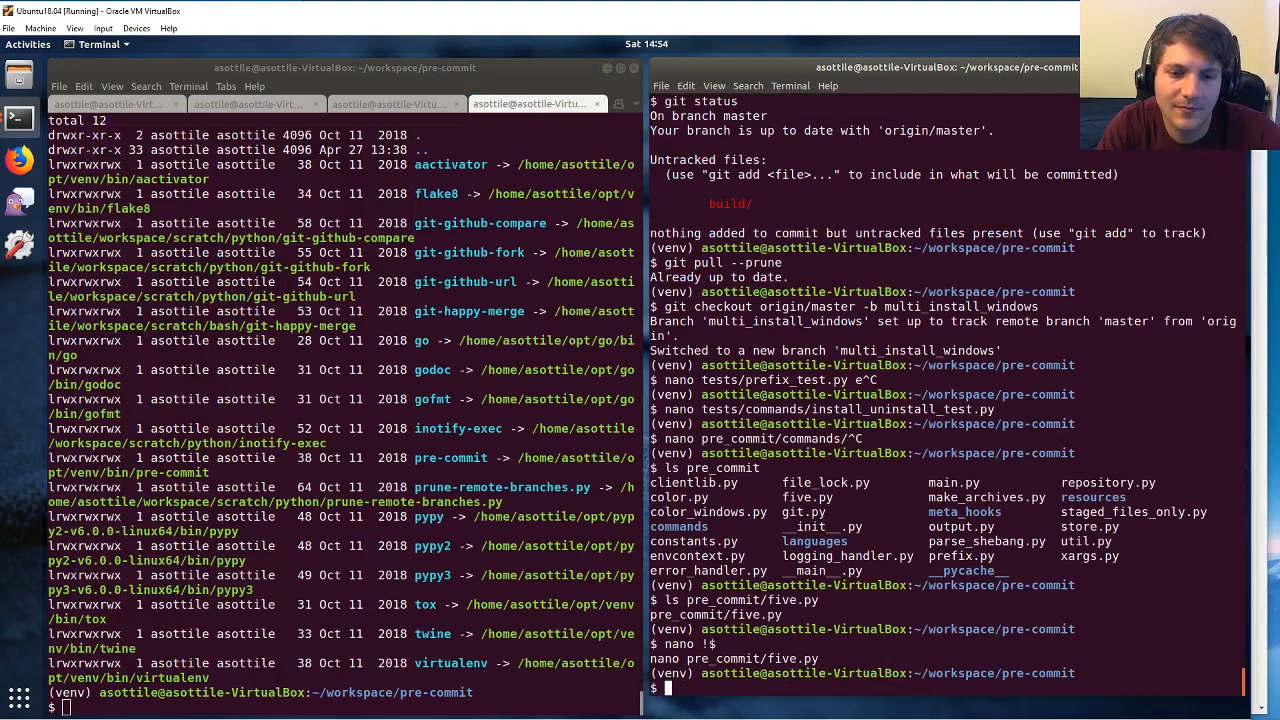 Ubuntu18.04 [Running] - Oracle VM VirtualBox
File Machine View Input Devices Help
Activities Terminal Sat 14:54
asottile@asottile-VirtualBox: ~/workspace/pre-commit
File Edit View Search Terminal Tabs Help
asottile@asottile-Virt... asottile@asottile-Virt... asottile@asottile-Virtu... asottile@asottile-Virtu...
total 12
drwxr-xr-x 2 asottile asottile 4096 Oct 11 2018 .
drwxr-xr-x 33 asottile asottile 4096 Apr 27 13:38 ..
lrwxrwxrwx 1 asottile asottile 38 Oct 11 2018 aactivator -> /home/asottile/o
pt/venv/bin/aactivator
lrwxrwxrwx 1 asottile asottile 34 Oct 11 2018 flake8 -> /home/asottile/opt/v
env/bin/flake8
lrwxrwxrwx 1 asottile asottile 58 Oct 11 2018 git-github-compare -> /home/as
ottile/workspace/scratch/python/git-github-compare
lrwxrwxrwx 1 asottile asottile 55 Oct 11 2018 git-github-fork -> /home/asott
ile/workspace/scratch/python/git-github-fork
lrwxrwxrwx 1 asottile asottile 54 Oct 11 2018 git-github-url -> /home/asotti
le/workspace/scratch/python/git-github-url
lrwxrwxrwx 1 asottile asottile 53 Oct 11 2018 git-happy-merge -> /home/asott
ile/workspace/scratch/bash/git-happy-merge
lrwxrwxrwx 1 asottile asottile 28 Oct 11 2018 go -> /home/asottile/opt/go/bi
n/go
lrwxrwxrwx 1 asottile asottile 31 Oct 11 2018 godoc -> /home/asottile/opt/go
/bin/godoc
lrwxrwxrwx 1 asottile asottile 31 Oct 11 2018 gofmt -> /home/asottile/opt/go
/bin/gofmt
lrwxrwxrwx 1 asottile asottile 52 Oct 11 2018 inotify-exec -> /home/asottile
/workspace/scratch/python/inotify-exec
lrwxrwxrwx 1 asottile asottile 38 Oct 11 2018 pre-commit -> /home/asottile/o
pt/venv/bin/pre-commit
lrwxrwxrwx 1 asottile asottile 64 Oct 11 2018 prune-remote-branches.py -> /h
ome/asottile/workspace/scratch/python/prune-remote-branches.py
lrwxrwxrwx 1 asottile asottile 48 Oct 11 2018 pypy -> /home/asottile/opt/pyp
y2-v6.0.0-linux64/bin/pypy
lrwxrwxrwx 1 asottile asottile 48 Oct 11 2018 pypy2 -> /home/asottile/opt/py
py2-v6.0.0-linux64/bin/pypy
lrwxrwxrwx 1 asottile asottile 49 Oct 11 2018 pypy3 -> /home/asottile/opt/py
py3-v6.0.0-linux64/bin/pypy3
lrwxrwxrwx 1 asottile asottile 31 Oct 11 2018 tox -> /home/asottile/opt/venv
/bin/tox
lrwxrwxrwx 1 asottile asottile 33 Oct 11 2018 twine -> /home/asottile/opt/ve
nv/bin/twine
lrwxrwxrwx 1 asottile asottile 38 Oct 11 2018 virtualenv -> /home/asottile/o
pt/venv/bin/virtualenv
(venv) asottile@asottile-VirtualBox:~/workspace/pre-commit
$
asottile@asottile-VirtualBox: ~/workspace/pre-commit
File Edit View Search Terminal Help
$ git status
On branch master
Your branch is up to date with 'origin/master'.
Untracked files:
(use "git add <file>..." to include in what will be committed)
build/
nothing added to commit but untracked files present (use "git add" to track)
(venv) asottile@asottile-VirtualBox:~/workspace/pre-commit
$ git pull --prune
Already up to date.
(venv) asottile@asottile-VirtualBox:~/workspace/pre-commit
$ git checkout origin/master -b multi_install_windows
Branch 'multi_install_windows' set up to track remote branch 'master' from 'orig
in'.
Switched to a new branch 'multi_install_windows'
(venv) asottile@asottile-VirtualBox:~/workspace/pre-commit
$ nano tests/prefix_test.py e^C
(venv) asottile@asottile-VirtualBox:~/workspace/pre-commit
$ nano tests/commands/install_uninstall_test.py
(venv) asottile@asottile-VirtualBox:~/workspace/pre-commit
$ nano pre_commit/commands/^C
(venv) asottile@asottile-VirtualBox:~/workspace/pre-commit
$ ls pre_commit
clientlib.py file_lock.py main.py repository.py
color.py five.py make_archives.py resources
color_windows.py git.py meta_hooks staged_files_only.py
commands __init__.py output.py store.py
constants.py languages parse_shebang.py util.py
envcontext.py logging_handler.py prefix.py xargs.py
error_handler.py __main__.py __pycache__
(venv) asottile@asottile-VirtualBox:~/workspace/pre-commit
$ ls pre_commit/five.py
pre_commit/five.py
(venv) asottile@asottile-VirtualBox:~/workspace/pre-commit
$ nano !$
nano pre_commit/five.py
(venv) asottile@asottile-VirtualBox:~/workspace/pre-commit
$